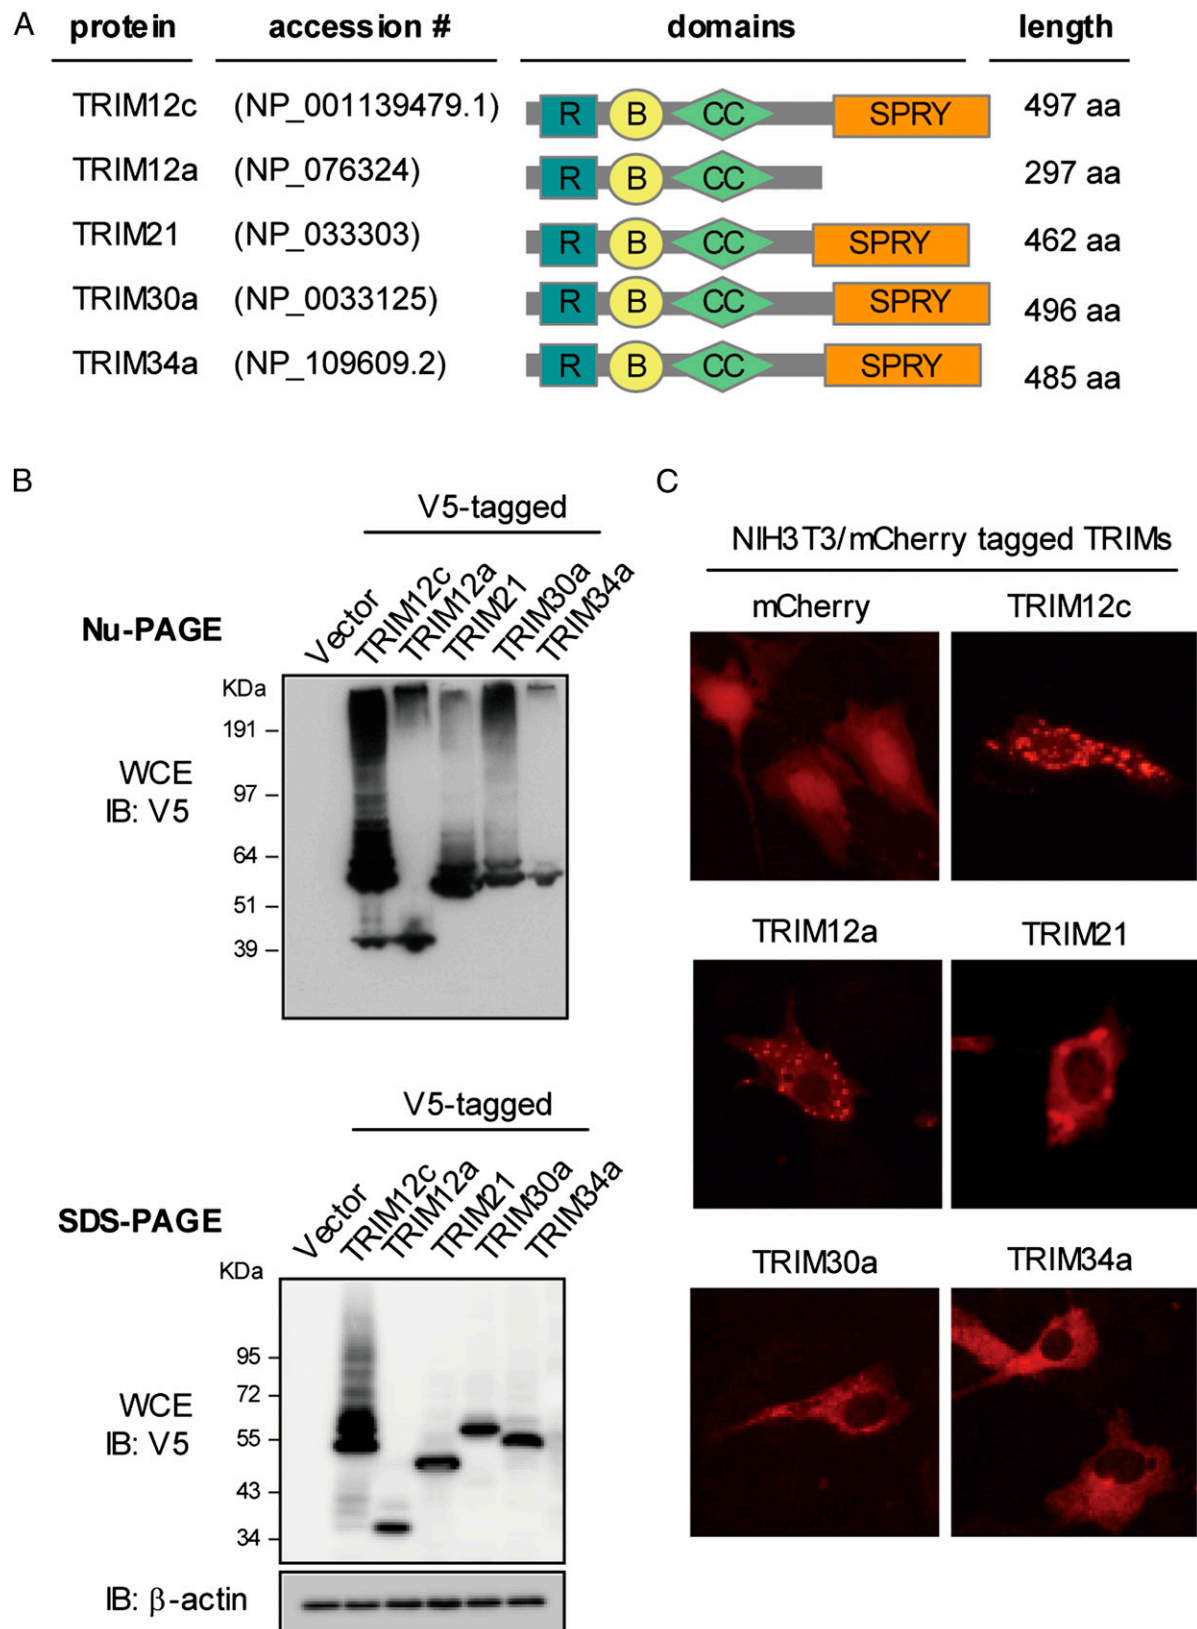 A
protein accession # domains length
TRIM12c (NP_001139479.1) R B CC SPRY 497 aa
TRIM12a (NP_076324) R B CC 297 aa
TRIM21 (NP_033303) R B CC SPRY 462 aa
TRIM30a (NP_0033125) R B CC SPRY 496 aa
TRIM34a (NP_109609.2) R B CC SPRY 485 aa
B
V5-tagged
Nu-PAGE
Vector TRIM12c TRIM12a TRIM21 TRIM30a TRIM34a
KDa
191
97
64
51
39
WCE
IB: V5
V5-tagged
SDS-PAGE
Vector TRIM12c TRIM12a TRIM21 TRIM30a TRIM34a
KDa
95
72
55
43
34
WCE
IB: V5
IB: β-actin
C
NIH3T3/mCherry tagged TRIMs
mCherry TRIM12c
TRIM12a TRIM21
TRIM30a TRIM34a